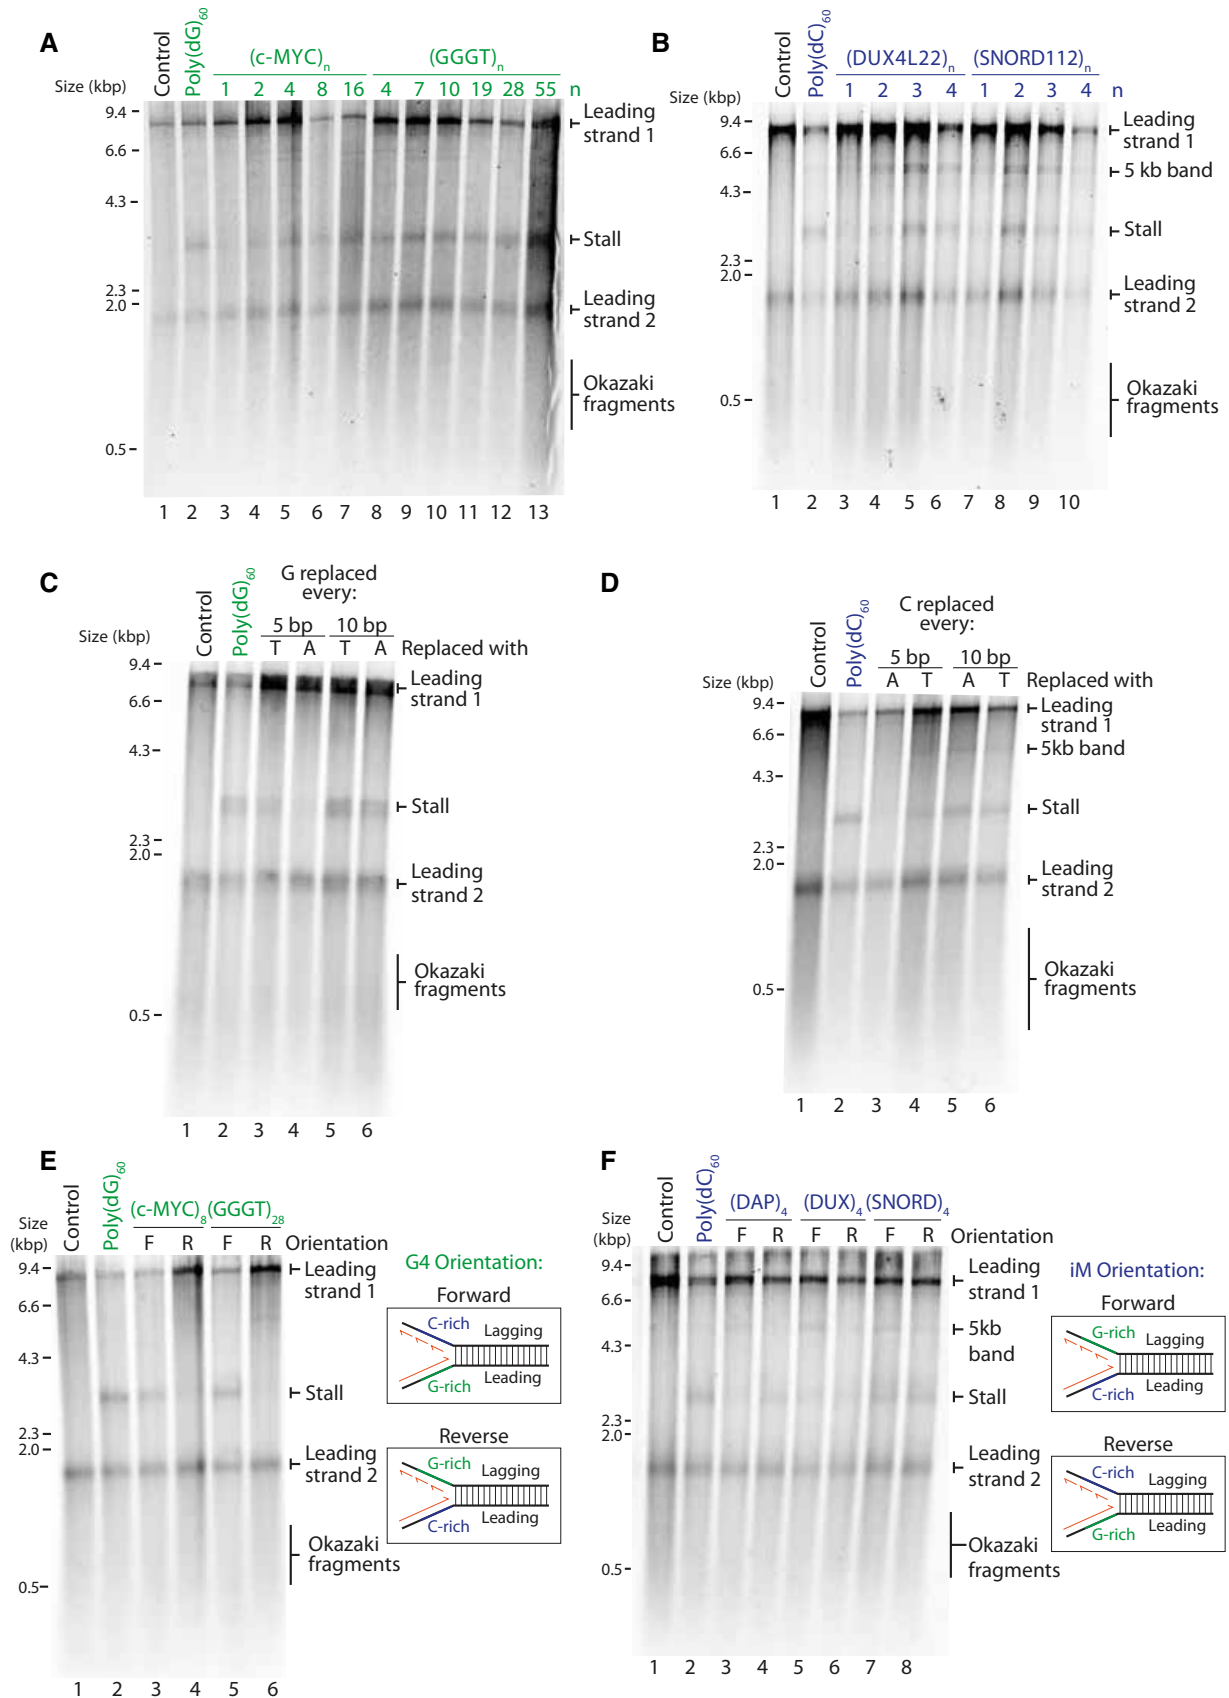 A
Control
Poly(dG)60
(c-MYC)n
(GGGT)n
Size (kbp)
1 2 4 8 16 4 7 10 19 28 55 n
9.4
6.6
4.3
2.3
2.0
0.5
Leading
strand 1
Stall
Leading
strand 2
Okazaki
fragments
1 2 3 4 5 6 7 8 9 10 11 12 13
B
Control
Poly(dC)60
(DUX4L22)n
(SNORD112)n
Size (kbp)
1 2 3 4 1 2 3 4 n
9.4
6.6
4.3
2.3
2.0
0.5
Leading
strand 1
5 kb band
Stall
Leading
strand 2
Okazaki
fragments
1 2 3 4 5 6 7 8 9 10
C
Control
Poly(dG)60
G replaced
every:
5 bp 10 bp
Size (kbp)
T A T A Replaced with
9.4
6.6
4.3
2.3
2.0
0.5
Leading
strand 1
Stall
Leading
strand 2
Okazaki
fragments
1 2 3 4 5 6
D
Control
Poly(dC)60
C replaced
every:
5 bp 10 bp
Size (kbp)
A T A T Replaced with
9.4
6.6
4.3
2.3
2.0
0.5
Leading
strand 1
5kb band
Stall
Leading
strand 2
Okazaki
fragments
1 2 3 4 5 6
E
Control
Poly(dG)60
(c-MYC)8 (GGGT)28
Size
(kbp)
F R F R Orientation
9.4
6.6
4.3
2.3
2.0
0.5
Leading
strand 1
Stall
Leading
strand 2
Okazaki
fragments
1 2 3 4 5 6
G4 Orientation:
Forward
C-rich
Lagging
Leading
G-rich
Reverse
G-rich
Lagging
Leading
C-rich
F
Control
Poly(dC)60
(DAP)4 (DUX)4 (SNORD)4
Size
(kbp)
F R F R F R Orientation
9.4
6.6
4.3
2.3
2.0
0.5
Leading
strand 1
5kb
band
Stall
Leading
strand 2
Okazaki
fragments
1 2 3 4 5 6 7 8
iM Orientation:
Forward
G-rich
Lagging
Leading
C-rich
Reverse
C-rich
Lagging
Leading
G-rich